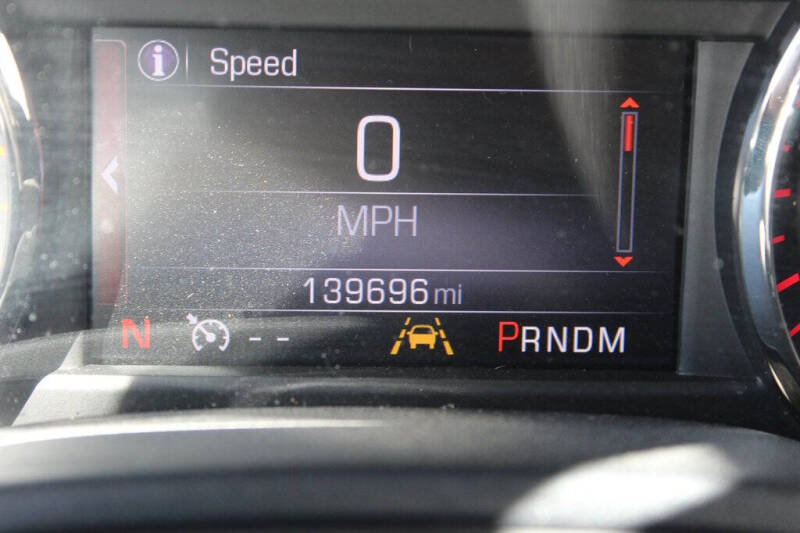 i Speed
0
MPH
139696 mi
N -- PRNDM